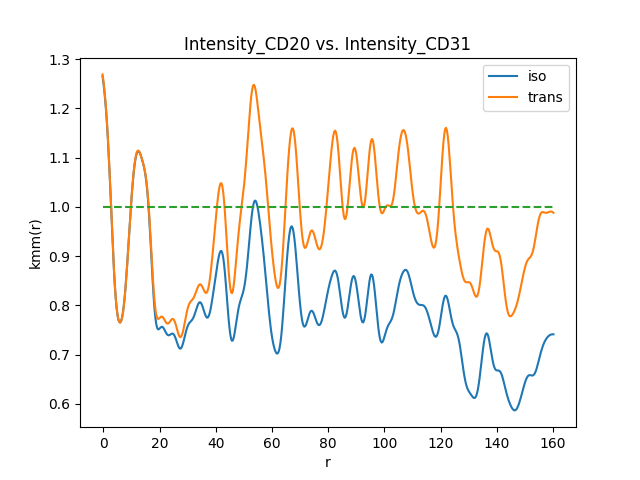 Intensity_CD20 vs. Intensity_CD31
iso
trans
kmm(r)
1.3
1.2
1.1
1.0
0.9
0.8
0.7
0.6
0 20 40 60 80 100 120 140 160
r